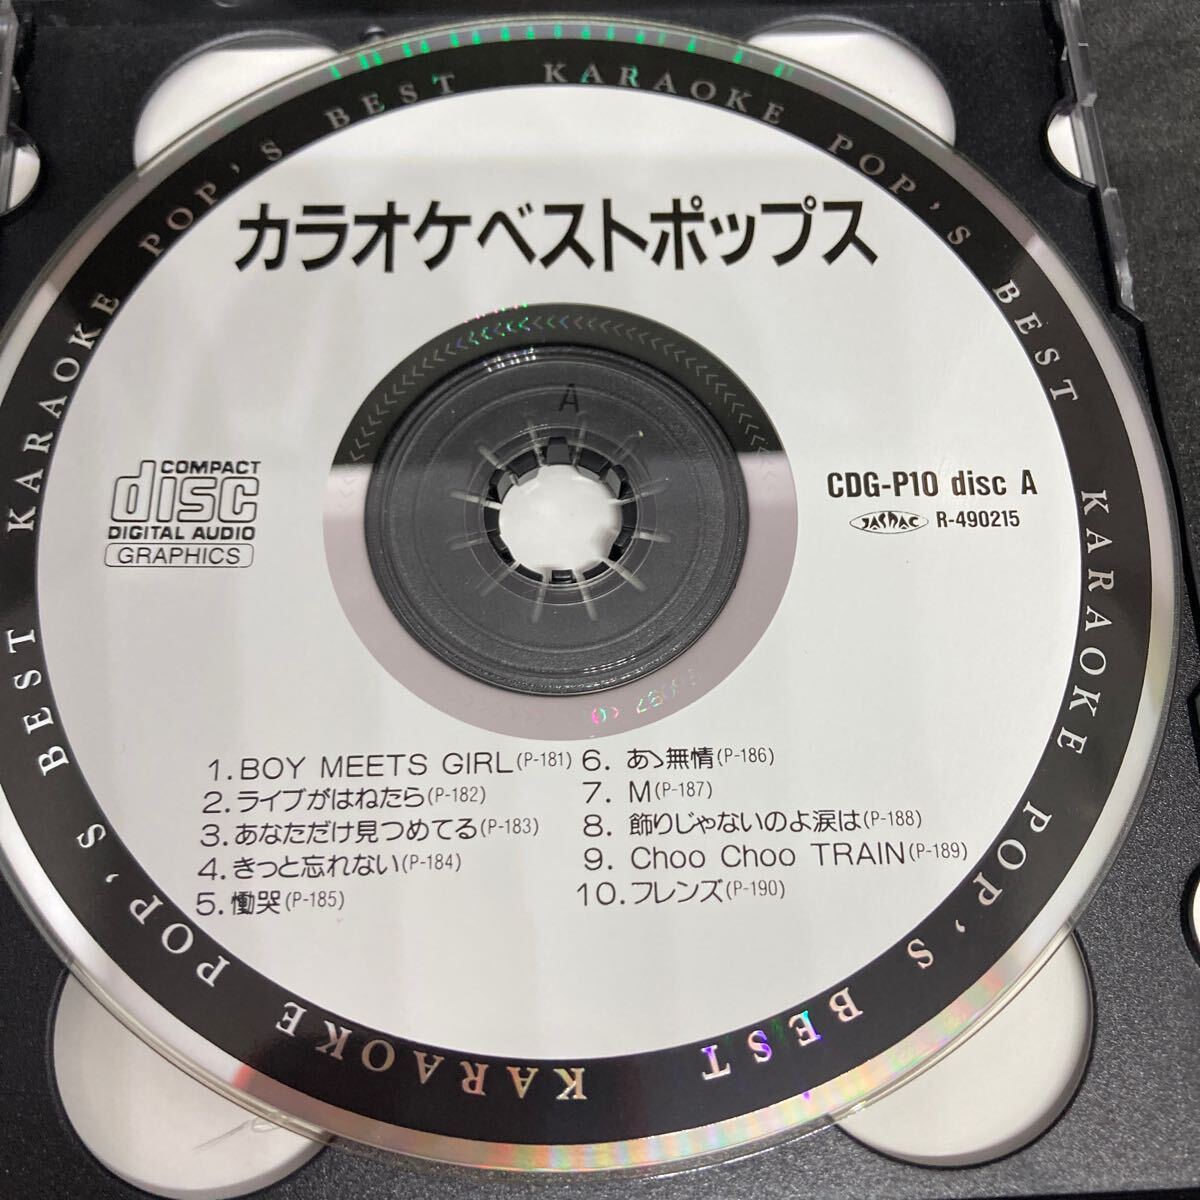 KARAOKE POP'S BEST KARAOKE POP'S BEST KARAOKE POP'S BEST KARAOKE POP'S BEST
カラオケベストポップス
A
COMPACT
disc
DIGITAL AUDIO
GRAPHICS
CDG-P10 disc A
JASRAC R-490215
1.BOY MEETS GIRL(P-181)
2.ライブがはねたら(P-182)
3.あなただけ見つめてる(P-183)
4.きっと忘れない(P-184)
5.慟哭(P-185)
6. あゝ無情(P-186)
7. M(P-187)
8. 飾りじゃないのよ涙は(P-188)
9. Choo Choo TRAIN(P-189)
10.フレンズ(P-190)